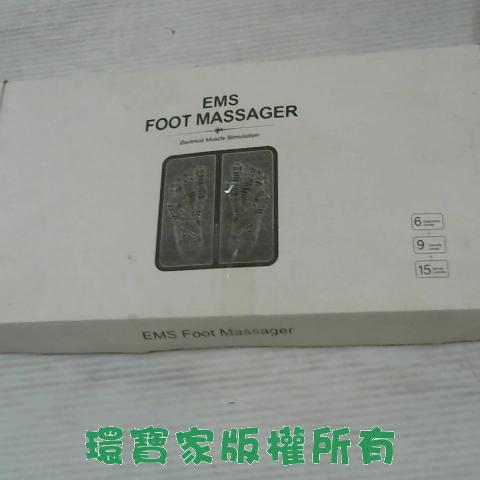 EMS
FOOT MASSAGER
Electrical Muscle Stimulation
6
9
15
EMS Foot Massager
環寶家版權所有